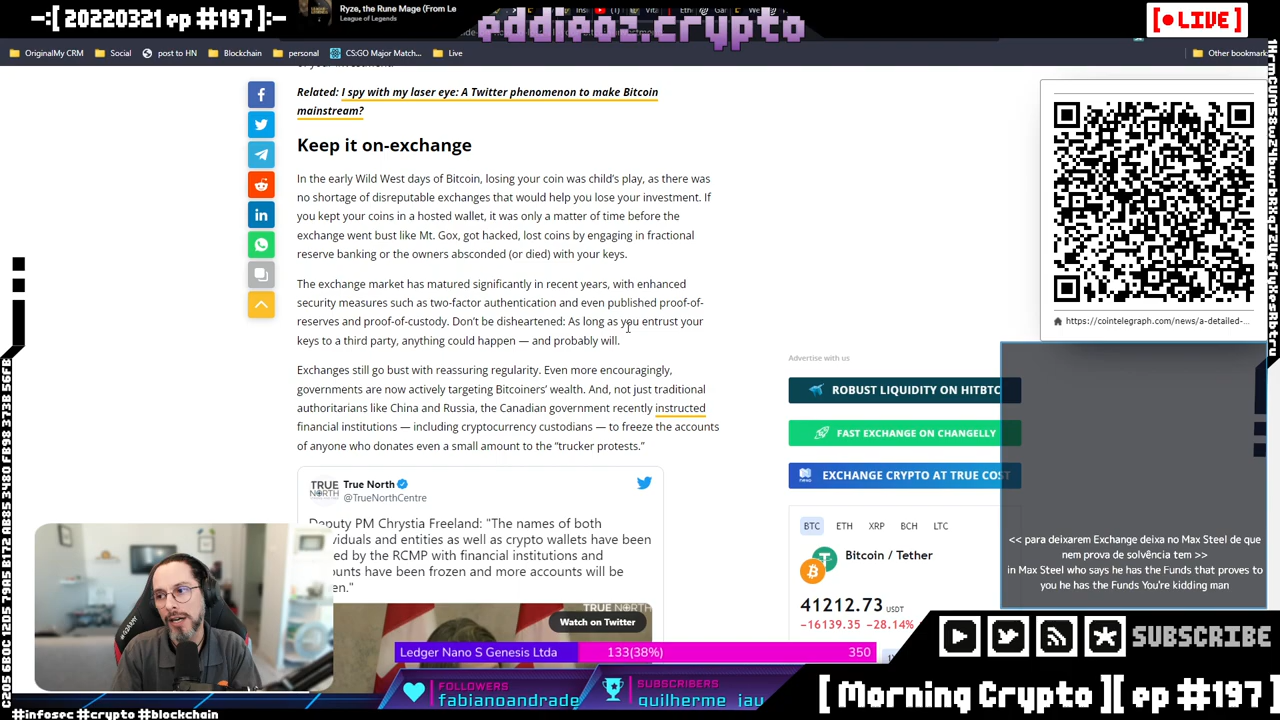 -:[ 20220321 ep #197]:-
Ryze, the Rune Mage (From Le
League of Legends
eddieoz.crypto
[●LIVE]
OriginalMy CRM
Social
post to HN
Blockchain
personal
CS:GO Major Match...
Live
Other bookmark
Related: I spy with my laser eye: A Twitter phenomenon to make Bitcoin
mainstream?
Keep it on-exchange
In the early Wild West days of Bitcoin, losing your coin was child's play, as there was
no shortage of disreputable exchanges that would help you lose your investment. If
you kept your coins in a hosted wallet, it was only a matter of time before the
exchange went bust like Mt. Gox, got hacked, lost coins by engaging in fractional
reserve banking or the owners absconded (or died) with your keys.
The exchange market has matured significantly in recent years, with enhanced
security measures such as two-factor authentication and even published proof-of-
reserves and proof-of-custody. Don't be disheartened: As long as you entrust your
keys to a third party, anything could happen — and probably will.
Exchanges still go bust with reassuring regularity. Even more encouragingly,
governments are now actively targeting Bitcoiners' wealth. And, not just traditional
authoritarians like China and Russia, the Canadian government recently instructed
financial institutions — including cryptocurrency custodians — to freeze the accounts
of anyone who donates even a small amount to the "trucker protests."
TRUE NORTH
True North
@TrueNorthCentre
Deputy PM Chrystia Freeland: "The names of both
viduals and entities as well as crypto wallets have been
ed by the RCMP with financial institutions and
ounts have been frozen and more accounts will be
en."
TRUE NORTH
Watch on Twitter
https://cointelegraph.com/news/a-detailed-...
Advertise with us
ROBUST LIQUIDITY ON HITBTC
FAST EXCHANGE ON CHANGELLY
nexo
EXCHANGE CRYPTO AT TRUE COST
BTC
ETH
XRP
BCH
LTC
Bitcoin / Tether
41212.73 USDT
−16139.35 −28.14%
<< para deixarem Exchange deixa no Max Steel de que
nem prova de solvência tem >>
in Max Steel who says he has the Funds that proves to
you he has the Funds You're kidding man
Ledger Nano S Genesis Ltda
133(38%)
350
FOLLOWERS
fabianoandrade
SUBSCRIBERS
guilherme_jau
SUBSCRIBE
[ Morning Crypto ][ ep #197
#infosec #crypto #blockchain